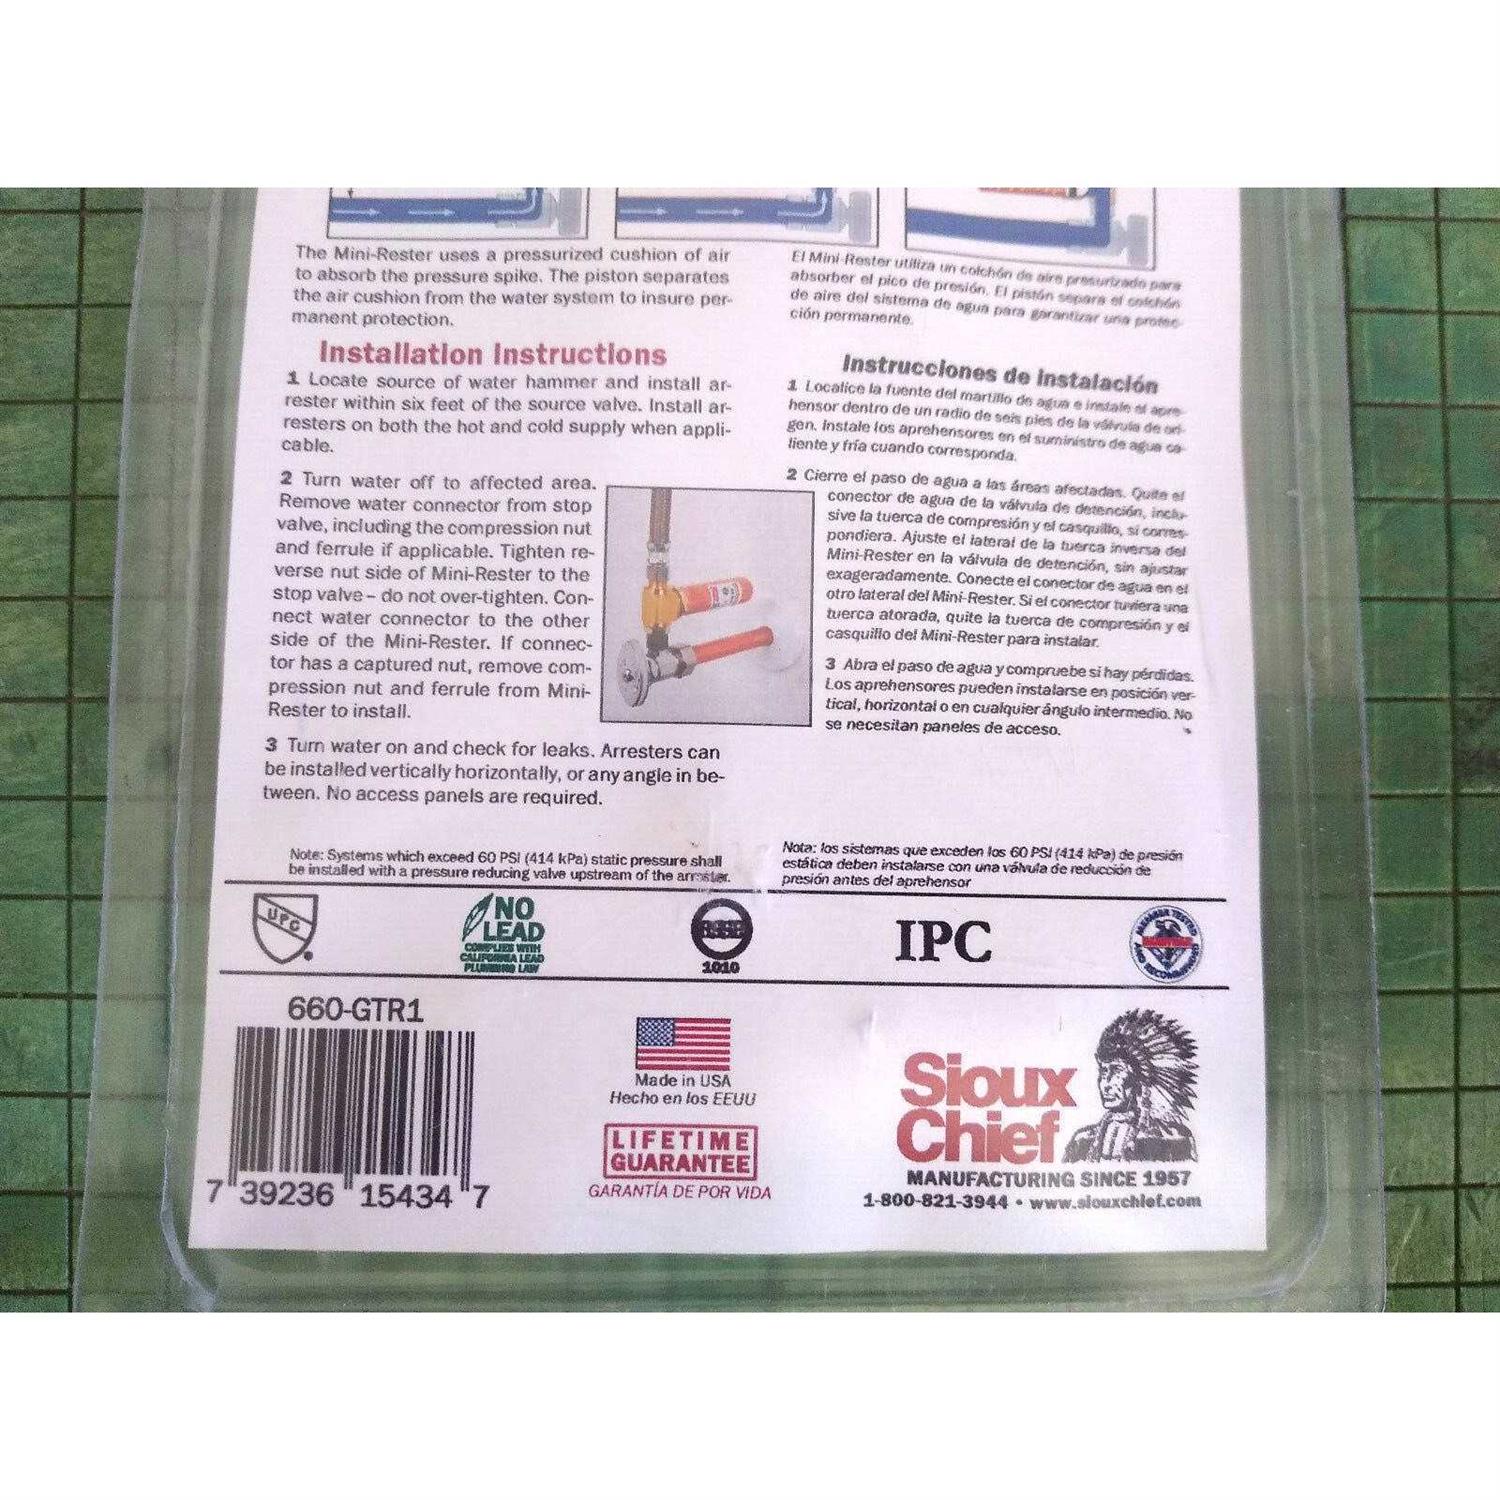 The Mini-Rester uses a pressurized cushion of air
to absorb the pressure spike. The piston separates
the air cushion from the water system to insure per-
manent protection.
Installation Instructions
1 Locate source of water hammer and install ar-
rester within six feet of the source valve. Install ar-
resters on both the hot and cold supply when appli-
cable.
2 Turn water off to affected area.
Remove water connector from stop
valve, including the compression nut
and ferrule if applicable. Tighten re-
verse nut side of Mini-Rester to the
stop valve – do not over-tighten. Con-
nect water connector to the other
side of the Mini-Rester. If connec-
tor has a captured nut, remove com-
pression nut and ferrule from Mini-
Rester to install.
3 Turn water on and check for leaks. Arresters can
be installed vertically horizontally, or any angle in be-
tween. No access panels are required.
Note: Systems which exceed 60 PSI (414 kPa) static pressure shall
be installed with a pressure reducing valve upstream of the arrester.
El Mini-Rester utiliza un colchón de aire presurizado para
absorber el pico de presión. El pistón separa el colchón
de aire del sistema de agua para garantizar una protec-
ción permanente.
Instrucciones de instalación
1 Localice la fuente del martillo de agua e instale el apre-
hensor dentro de un radio de seis pies de la válvula de ori-
gen. Instale los aprehensores en el suministro de agua ca-
liente y fría cuando corresponda.
2 Cierre el paso de agua a las áreas afectadas. Quite el
conector de agua de la válvula de detención, inclu-
sive la tuerca de compresión y el casquillo, si corres-
pondiera. Ajuste el lateral de la tuerca inversa del
Mini-Rester en la válvula de detención, sin ajustar
exageradamente. Conecte el conector de agua en el
otro lateral del Mini-Rester. Si el conector tuviera una
tuerca atorada, quite la tuerca de compresión y el
casquillo del Mini-Rester para instalar.
3 Abra el paso de agua y compruebe si hay pérdidas.
Los aprehensores pueden instalarse en posición ver-
tical, horizontal o en cualquier ángulo intermedio. No
se necesitan paneles de acceso.
Nota: los sistemas que exceden los 60 PSI (414 kPa) de presión
estática deben instalarse con una válvula de reducción de
presión antes del aprehensor
UPC
NO
LEAD
COMPLIES WITH
CALIFORNIA LEAD
PLUMBING LAW
ASSE
1010
IPC
MEMBER TESTED
AND RECOMMENDED
660-GTR1
7 39236 15434 7
Made in USA
Hecho en los EEUU
LIFETIME
GUARANTEE
GARANTÍA DE POR VIDA
Sioux
Chief
MANUFACTURING SINCE 1957
1-800-821-3944 • www.siouxchief.com